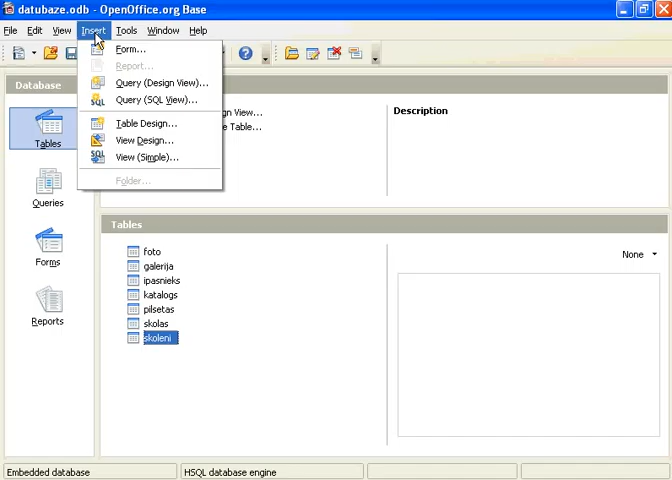 datubaze.odb - OpenOffice.org Base
File Edit View Insert Tools Window Help
Form...
Report...
Query (Design View)...
Query (SQL View)...
Table Design...
View Design...
View (Simple)...
Folder...
Database
Tables
Queries
Forms
Reports
gn View...
e Table...
Description
Tables
foto
galerija
ipasnieks
katalogs
pilsetas
skolas
skoleni
None
Embedded database
HSQL database engine